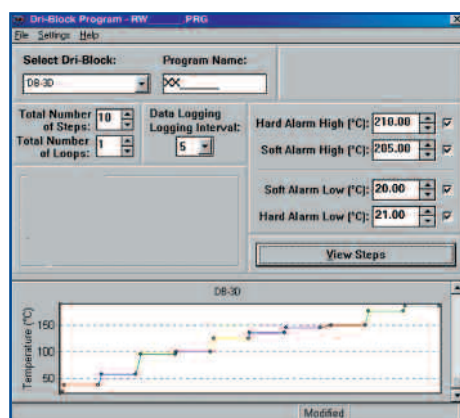 Dri-Block Program - RW______.PRG
File Settings Help
Select Dri-Block:
Program Name:
DB-3D
XX______
Total Number of Steps:
10
Total Number of Loops:
1
Data Logging
Logging Interval:
5
Hard Alarm High (°C):
210.00
Soft Alarm High (°C):
205.00
Soft Alarm Low (°C):
20.00
Hard Alarm Low (°C):
21.00
View Steps
DB-3D
Temperature (°C)
150
100
50
Modified